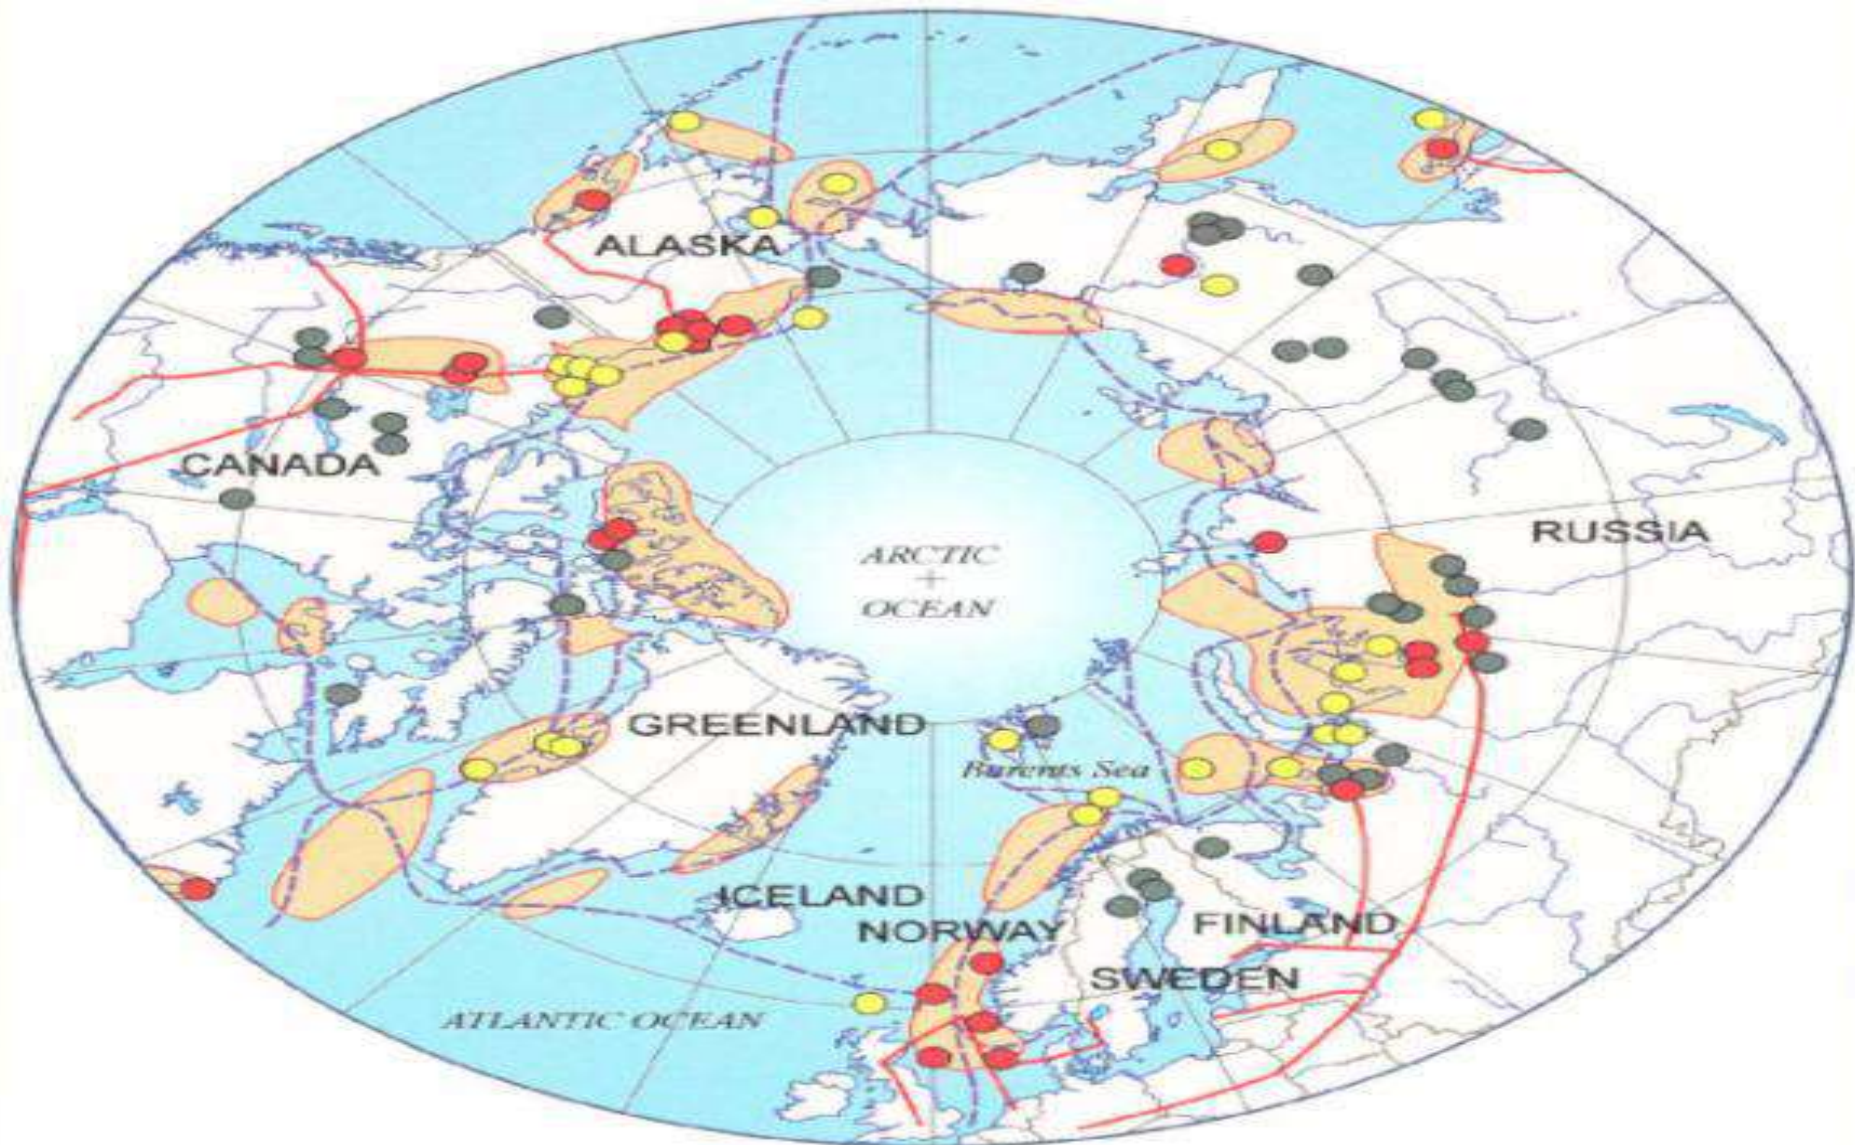 ALASKA
CANADA
RUSSIA
ARCTIC
OCEAN
GREENLAND
Barents Sea
ICELAND
NORWAY
FINLAND
SWEDEN
ATLANTIC OCEAN